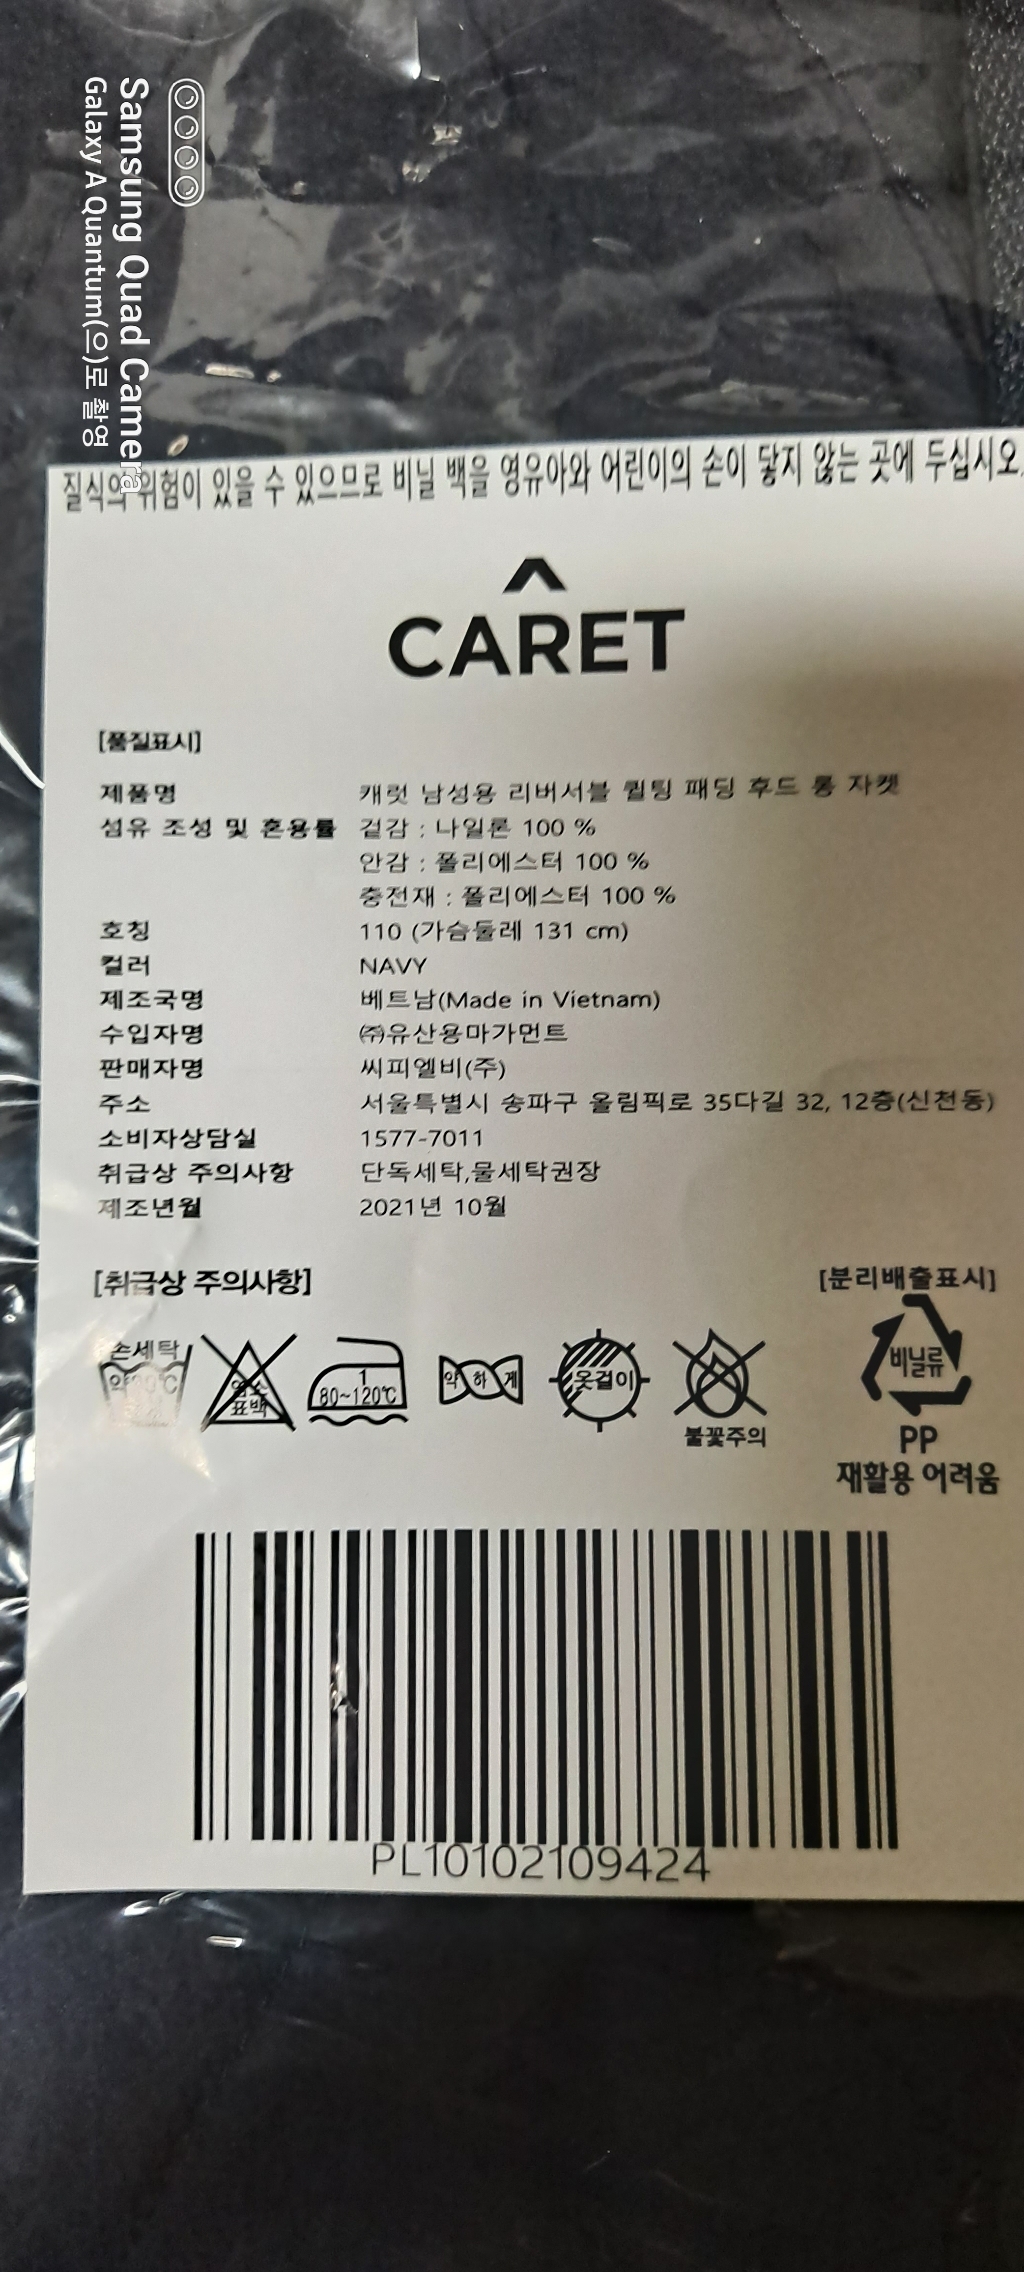 Samsung Quad Camera
Galaxy A Quantum(으)로 촬영
질식의 위험이 있을 수 있으므로 비닐 백을 영유아와 어린이의 손이 닿지 않는 곳에 두십시오.
CARET
[품질표시]
제품명 캐럿 남성용 리버서블 퀼팅 패딩 후드 롱 자켓
섬유 조성 및 혼용률 겉감 : 나일론 100 %
안감 : 폴리에스터 100 %
충전재 : 폴리에스터 100 %
호칭 110 (가슴둘레 131 cm)
컬러 NAVY
제조국명 베트남(Made in Vietnam)
수입자명 ㈜유산용마가먼트
판매자명 씨피엘비(주)
주소 서울특별시 송파구 올림픽로 35다길 32, 12층(신천동)
소비자상담실 1577-7011
취급상 주의사항 단독세탁,물세탁권장
제조년월 2021년 10월
[취급상 주의사항] [분리배출표시]
손세탁
염소
표백
1
80~120℃
약하게
옷걸이
불꽃주의
비닐류
PP
재활용 어려움
PL10102109424